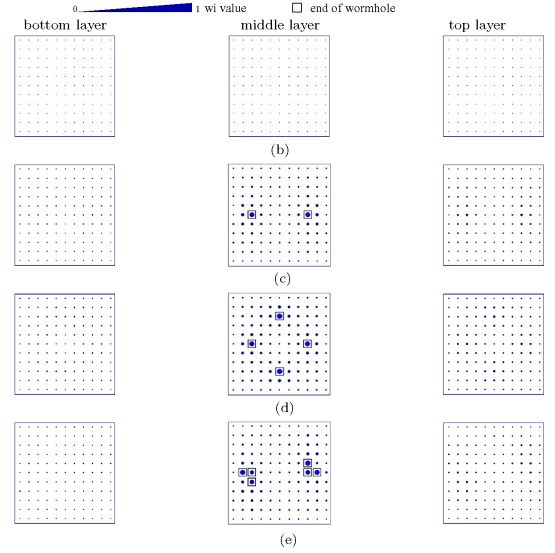 0 1 wi value end of wormhole
bottom layer middle layer top layer
(b)
(c)
(d)
(e)